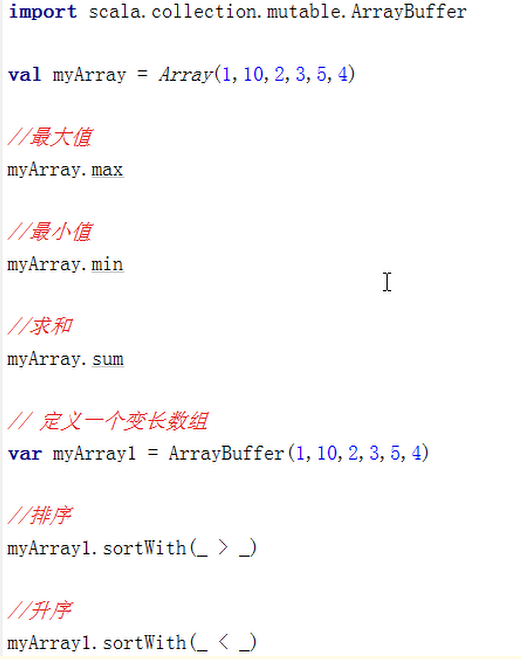 import scala.collection.mutable.ArrayBuffer
val myArray = Array(1,10,2,3,5,4)
//最大值
myArray.max
//最小值
myArray.min
//求和
myArray.sum
// 定义一个变长数组
var myArray1 = ArrayBuffer(1,10,2,3,5,4)
//排序
myArray1.sortWith(_ > _)
//升序
myArray1.sortWith(_ < _)